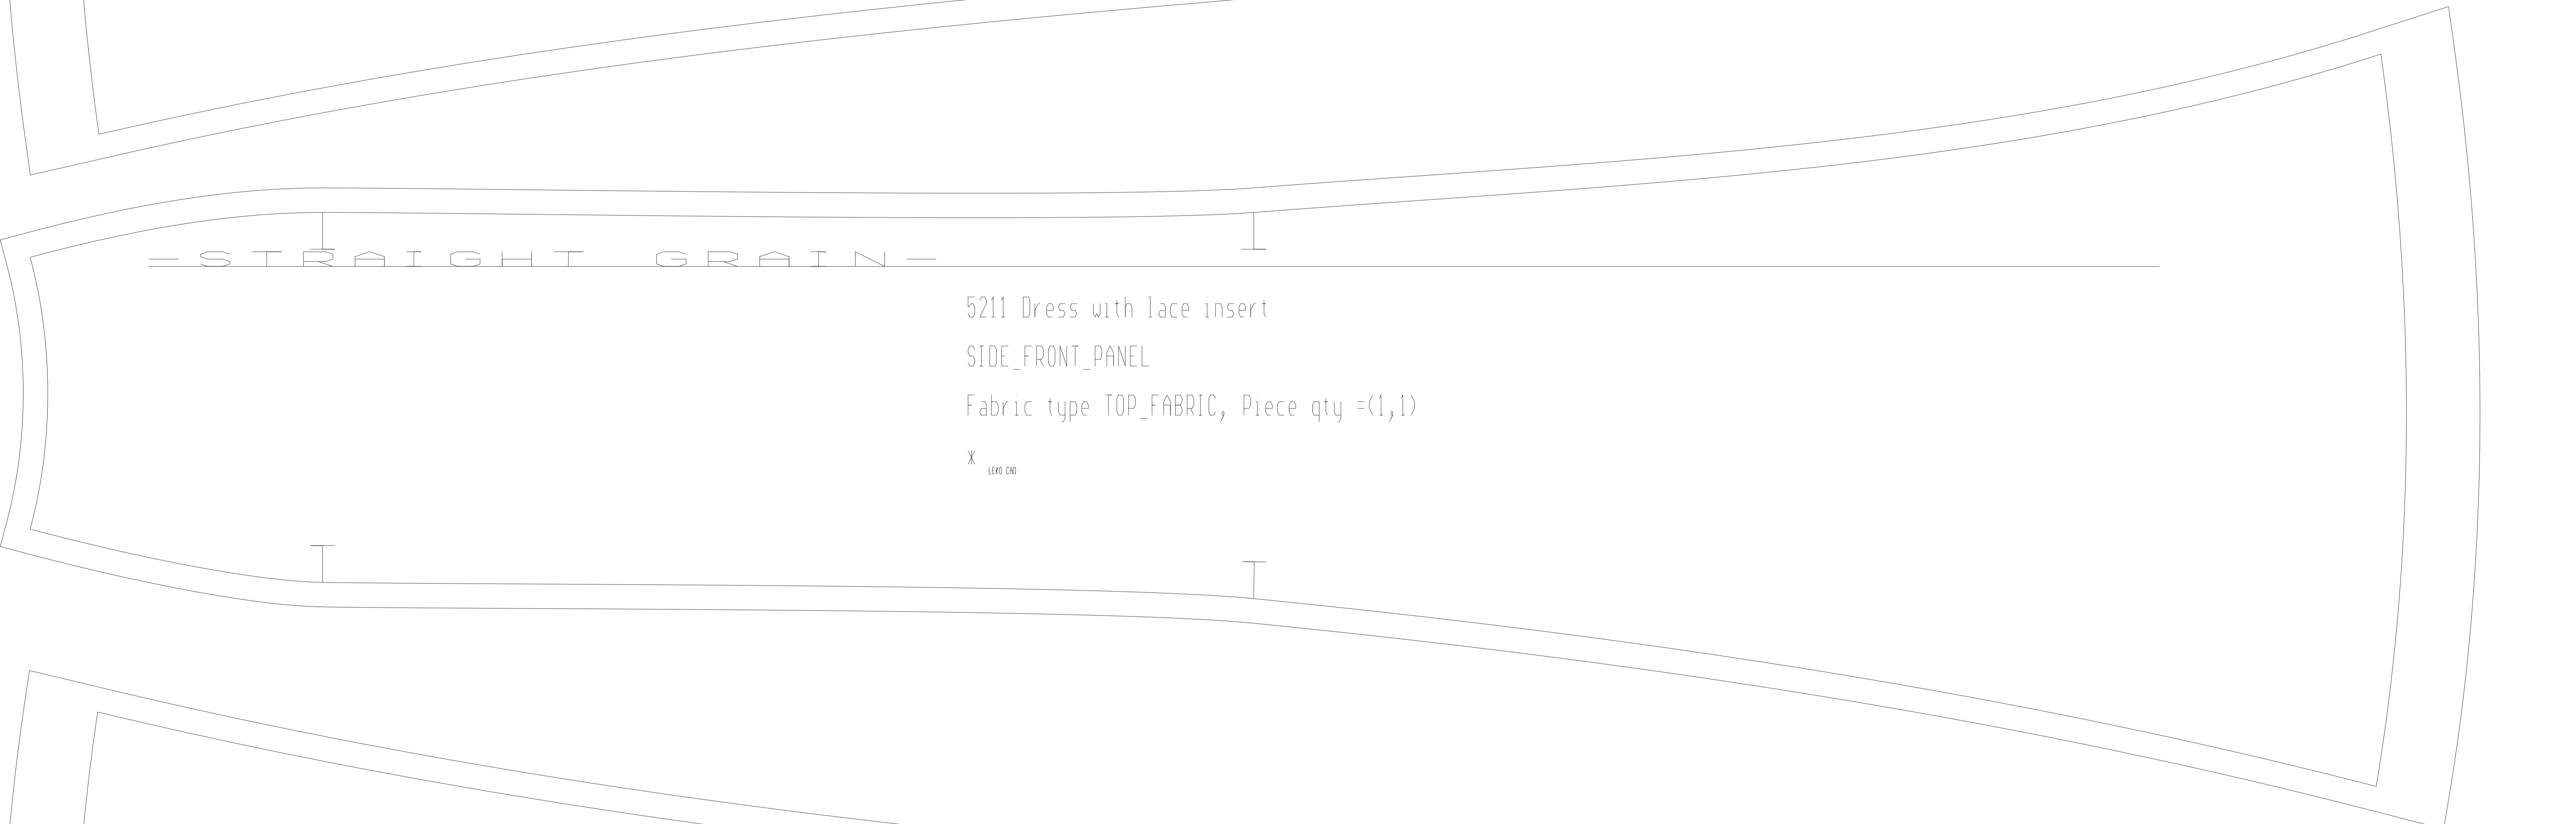 -STRAIGHT GRAIN-
5211 Dress with lace insert
SIDE_FRONT_PANEL
Fabric type TOP_FABRIC, Piece qty =(1,1)
*
LEKO CAD